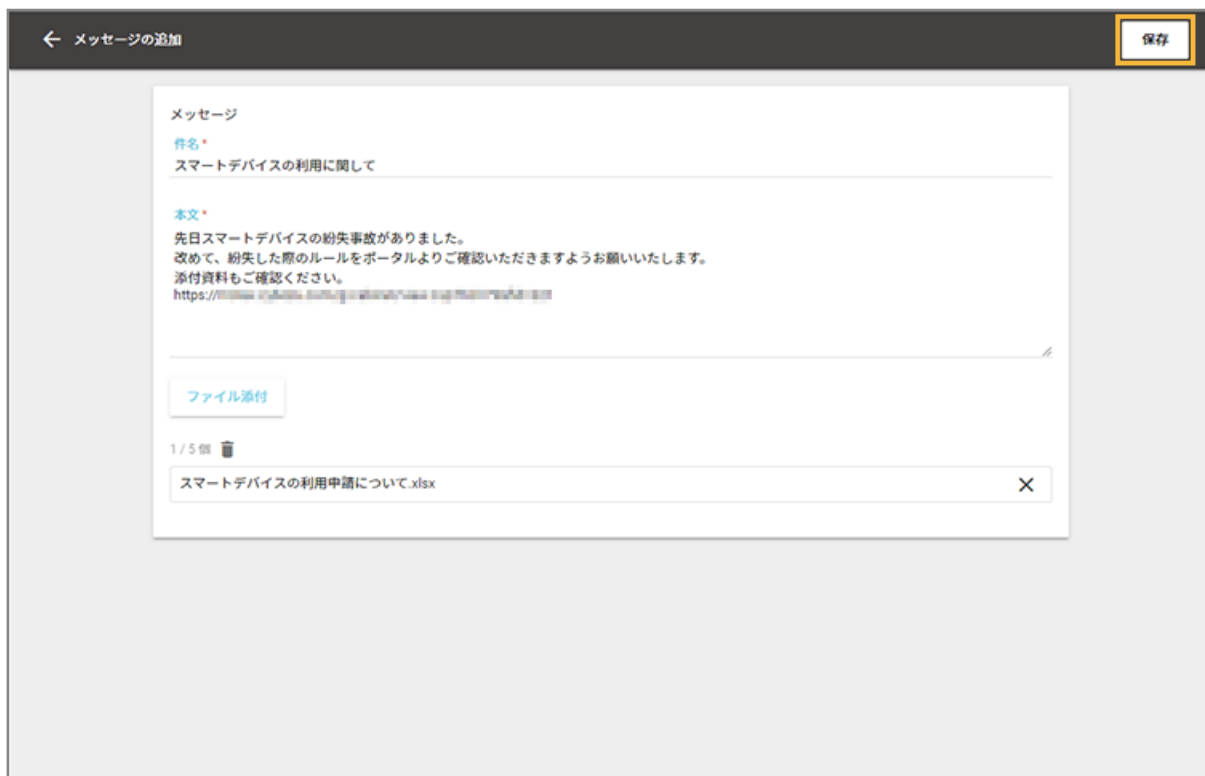 メッセージの追加
保存
メッセージ
件名*
スマートデバイスの利用に関して
本文*
先日スマートデバイスの紛失事故がありました。
改めて、紛失した際のルールをポータルよりご確認いただきますようお願いいたします。
添付資料もご確認ください。
https://
ファイル添付
1 / 5 個
スマートデバイスの利用申請について.xlsx